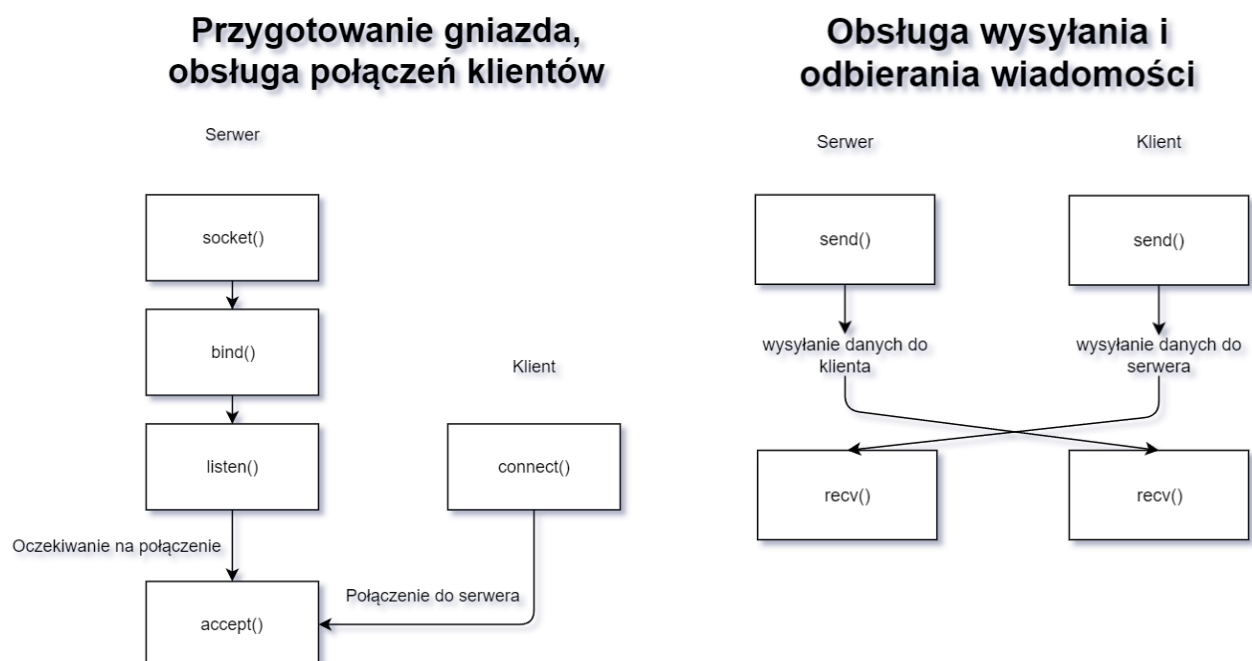 Przygotowanie gniazda,
obsługa połączeń klientów
Serwer
socket()
bind()
listen()
Oczekiwanie na połączenie
accept()
Klient
connect()
Połączenie do serwera
Obsługa wysyłania i
odbierania wiadomości
Serwer
Klient
send()
send()
wysyłanie danych do
klienta
wysyłanie danych do
serwera
recv()
recv()